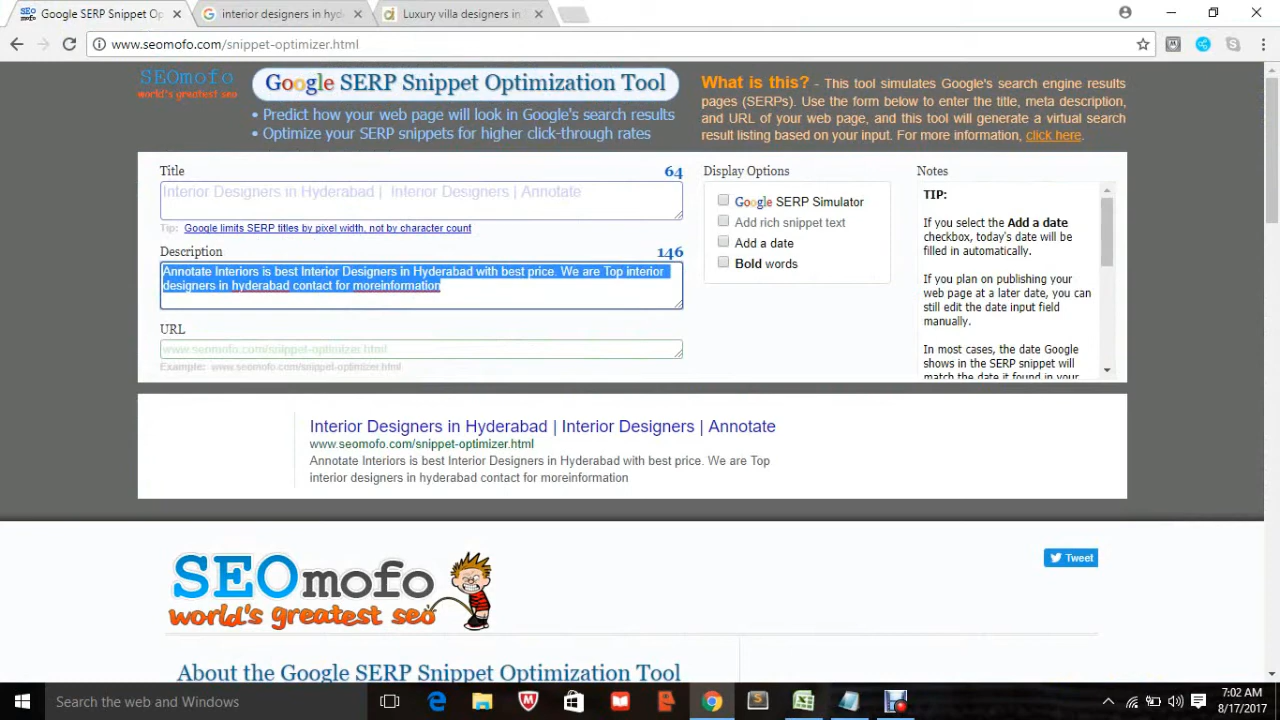 Google SERP Snippet Op
interior designers in hyd
Luxury villa designers in
www.seomofo.com/snippet-optimizer.html
SEOmofo
world's greatest seo
Google SERP Snippet Optimization Tool
• Predict how your web page will look in Google's search results
• Optimize your SERP snippets for higher click-through rates
What is this? - This tool simulates Google's search engine results
pages (SERPs). Use the form below to enter the title, meta description,
and URL of your web page, and this tool will generate a virtual search
result listing based on your input. For more information, click here.
Title
64
Interior Designers in Hyderabad | Interior Designers | Annotate
Tip: Google limits SERP titles by pixel width, not by character count
Description
146
Annotate Interiors is best Interior Designers in Hyderabad with best price. We are Top interior
designers in hyderabad contact for moreinformation
URL
www.seomofo.com/snippet-optimizer.html
Example: www.seomofo.com/snippet-optimizer.html
Display Options
Google SERP Simulator
Add rich snippet text
Add a date
Bold words
Notes
TIP:
If you select the Add a date
checkbox, today's date will be
filled in automatically.
If you plan on publishing your
web page at a later date, you can
still edit the date input field
manually.
In most cases, the date Google
shows in the SERP snippet will
match the date it found in your
Interior Designers in Hyderabad | Interior Designers | Annotate
www.seomofo.com/snippet-optimizer.html
Annotate Interiors is best Interior Designers in Hyderabad with best price. We are Top
interior designers in hyderabad contact for moreinformation
SEOmofo
world's greatest seo
Tweet
About the Google SERP Snippet Optimization Tool
Search the web and Windows
7:02 AM
8/17/2017